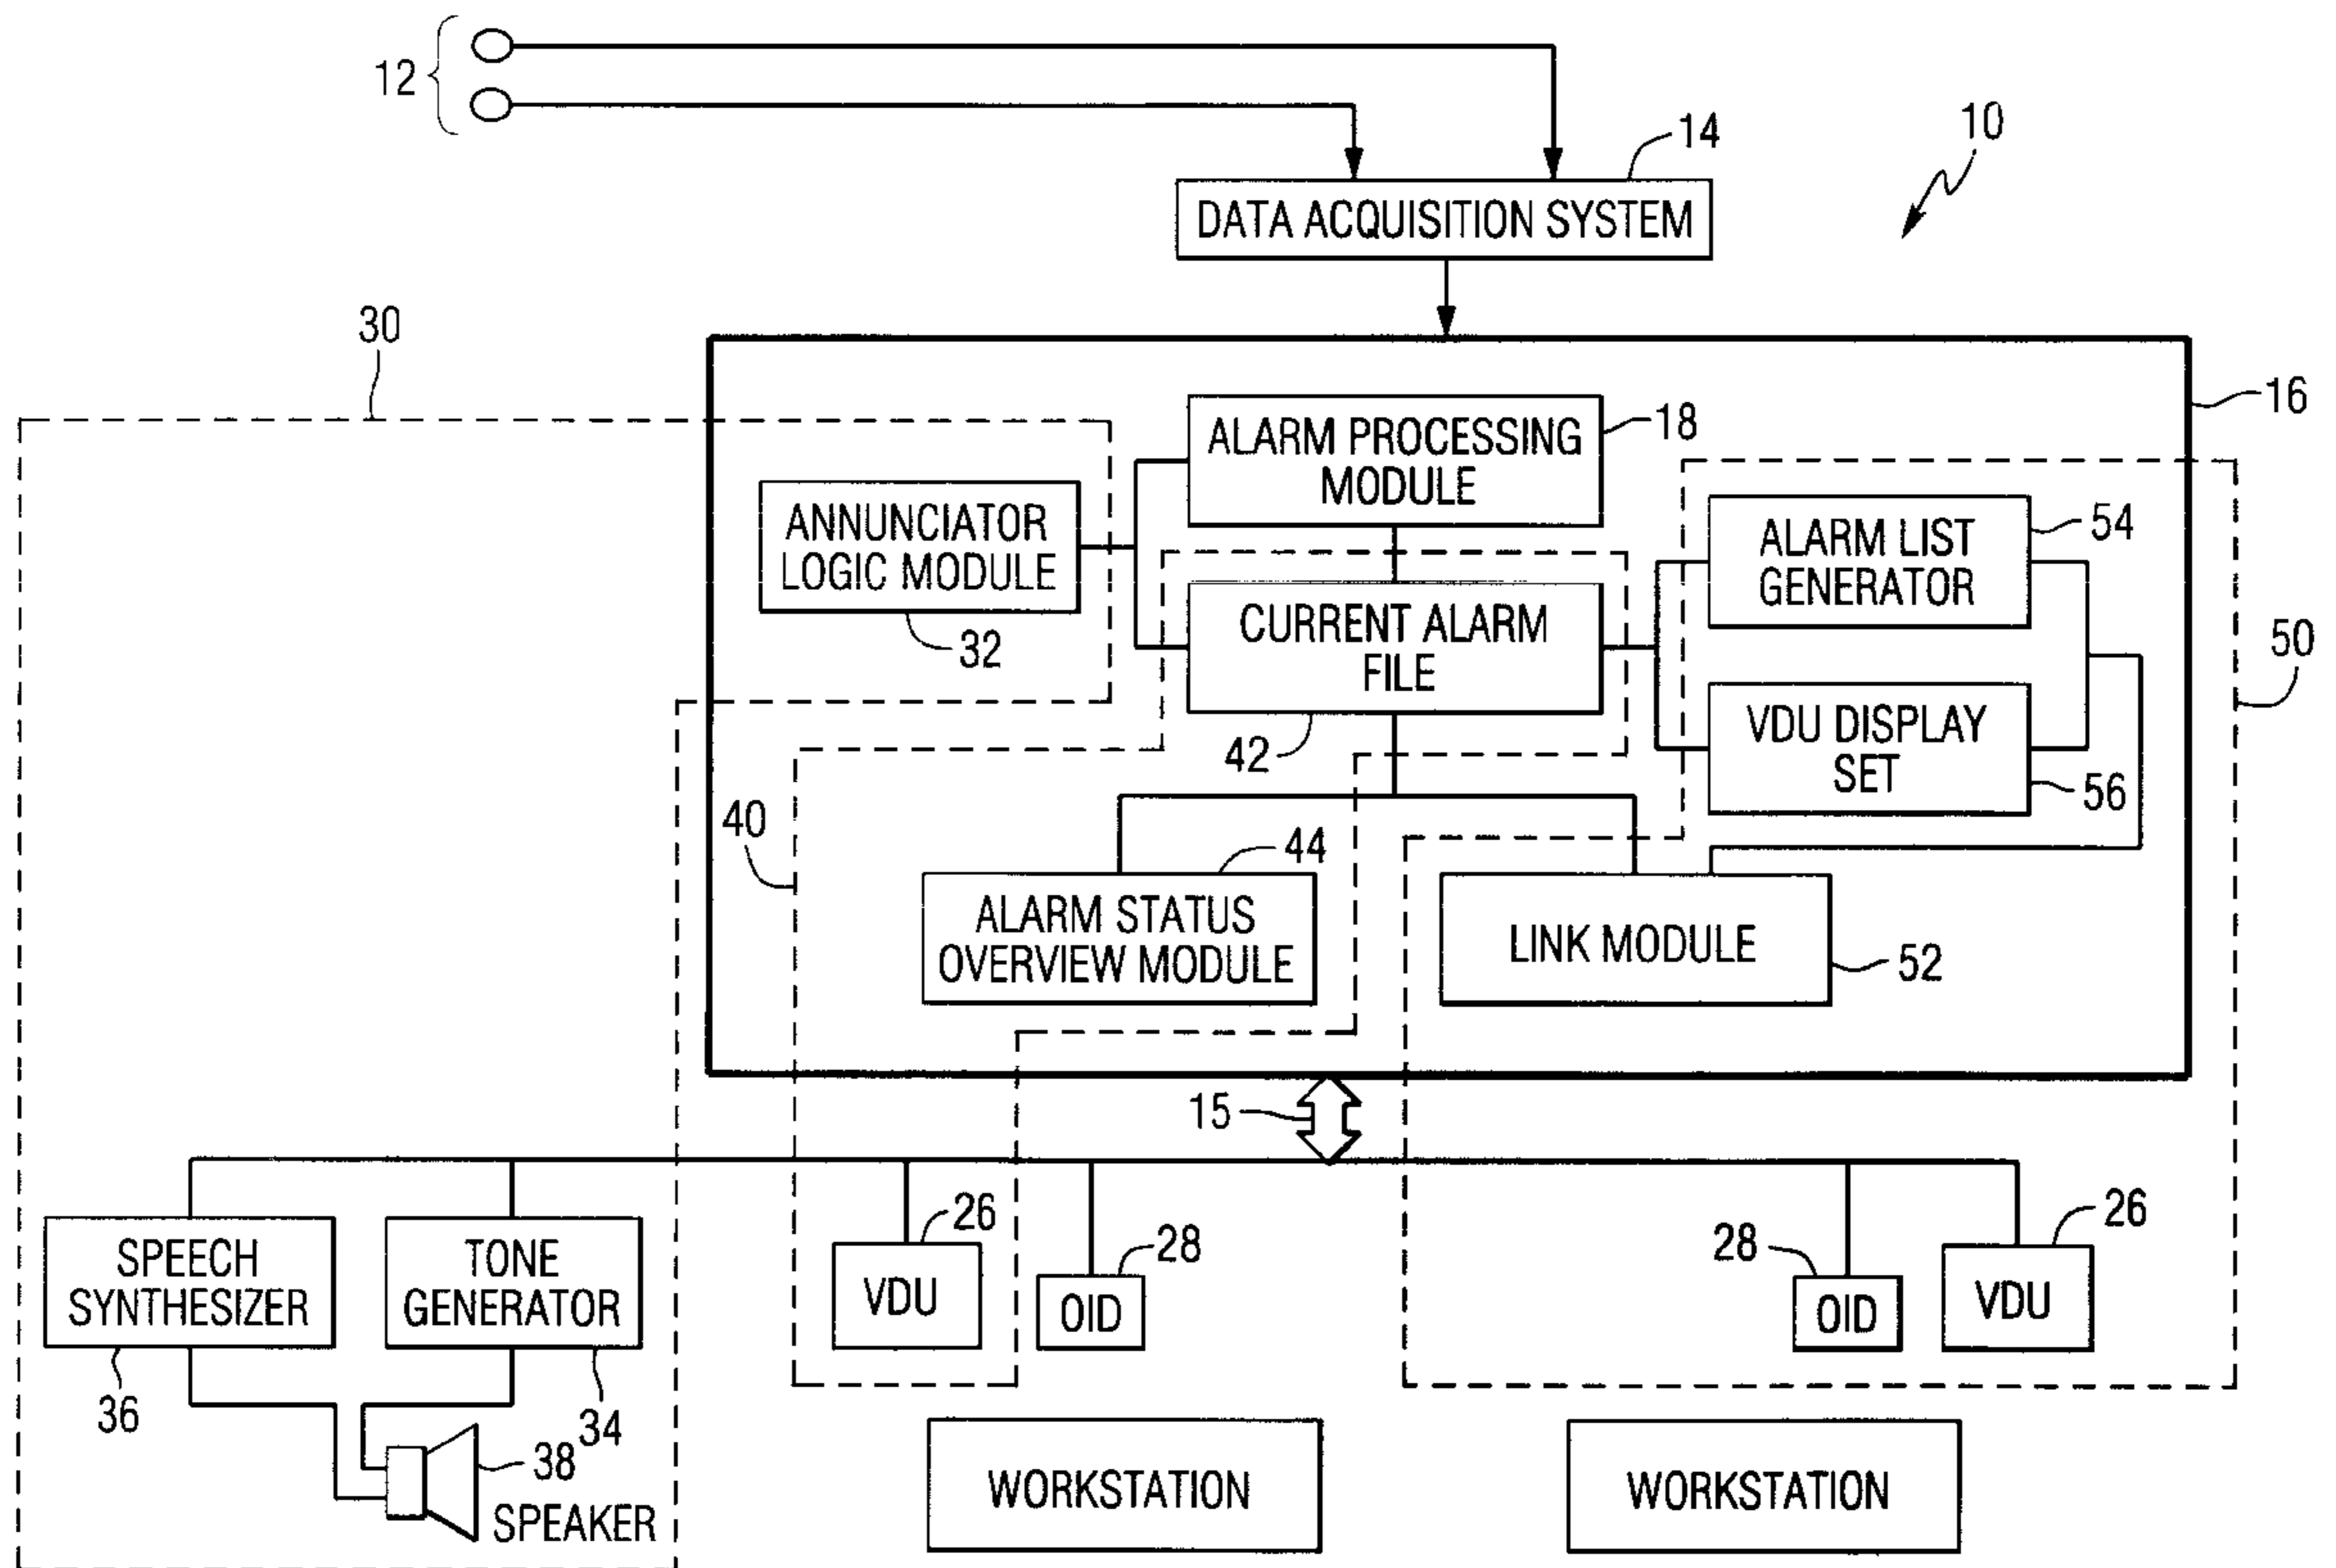 12
14
10
DATA ACQUISITION SYSTEM
30
16
ALARM PROCESSING
MODULE
18
ANNUNCIATOR
LOGIC MODULE
32
ALARM LIST
GENERATOR
54
CURRENT ALARM
FILE
42
50
VDU DISPLAY
SET
56
40
44
ALARM STATUS
OVERVIEW MODULE
LINK MODULE
52
15
SPEECH
SYNTHESIZER
36
TONE
GENERATOR
34
26
VDU
28
OID
28
OID
26
VDU
38
SPEAKER
WORKSTATION
WORKSTATION